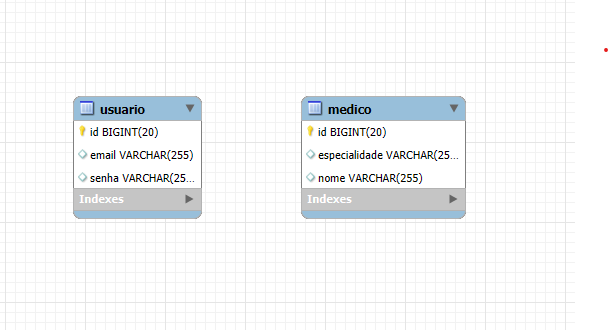 usuario
id BIGINT(20)
email VARCHAR(255)
senha VARCHAR(25...
Indexes
medico
id BIGINT(20)
especialidade VARCHAR(25...
nome VARCHAR(255)
Indexes